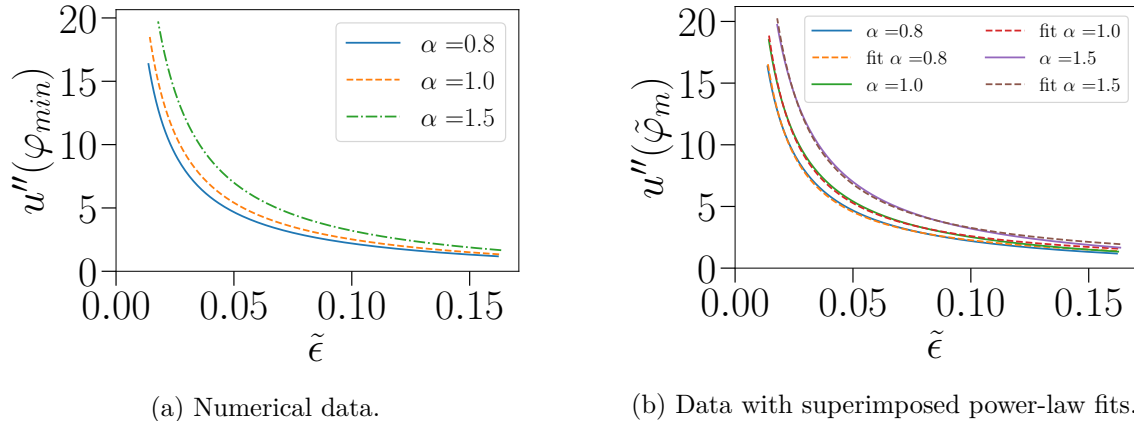 20
15
10
5
0
u''(φ_min)
0.00 0.05 0.10 0.15
ϵ̃
α =0.8
α =1.0
α =1.5
(a) Numerical data.
20
15
10
5
0
u''(φ̃_m)
0.00 0.05 0.10 0.15
ϵ̃
α =0.8
fit α =0.8
α =1.0
fit α =1.0
α =1.5
fit α =1.5
(b) Data with superimposed power-law fits.